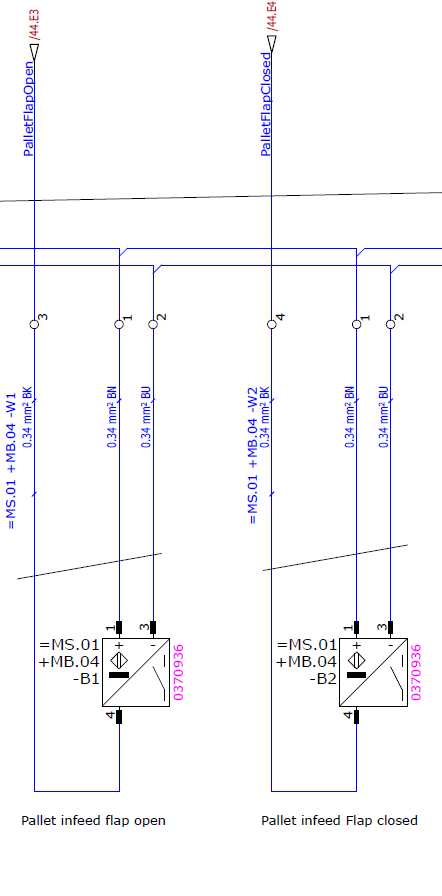 /44.E3
/44.E4
PalletFlapOpen
PalletFlapClosed
3
1
2
4
1
2
=MS.01 +MB.04 -W1
0.34 mm² BK
0.34 mm² BN
0.34 mm² BU
=MS.01 +MB.04 -W2
0.34 mm² BK
0.34 mm² BN
0.34 mm² BU
1
3
1
3
=MS.01
+MB.04
-B1
+
-
0370936
4
=MS.01
+MB.04
-B2
+
-
0370936
4
Pallet infeed flap open
Pallet infeed Flap closed